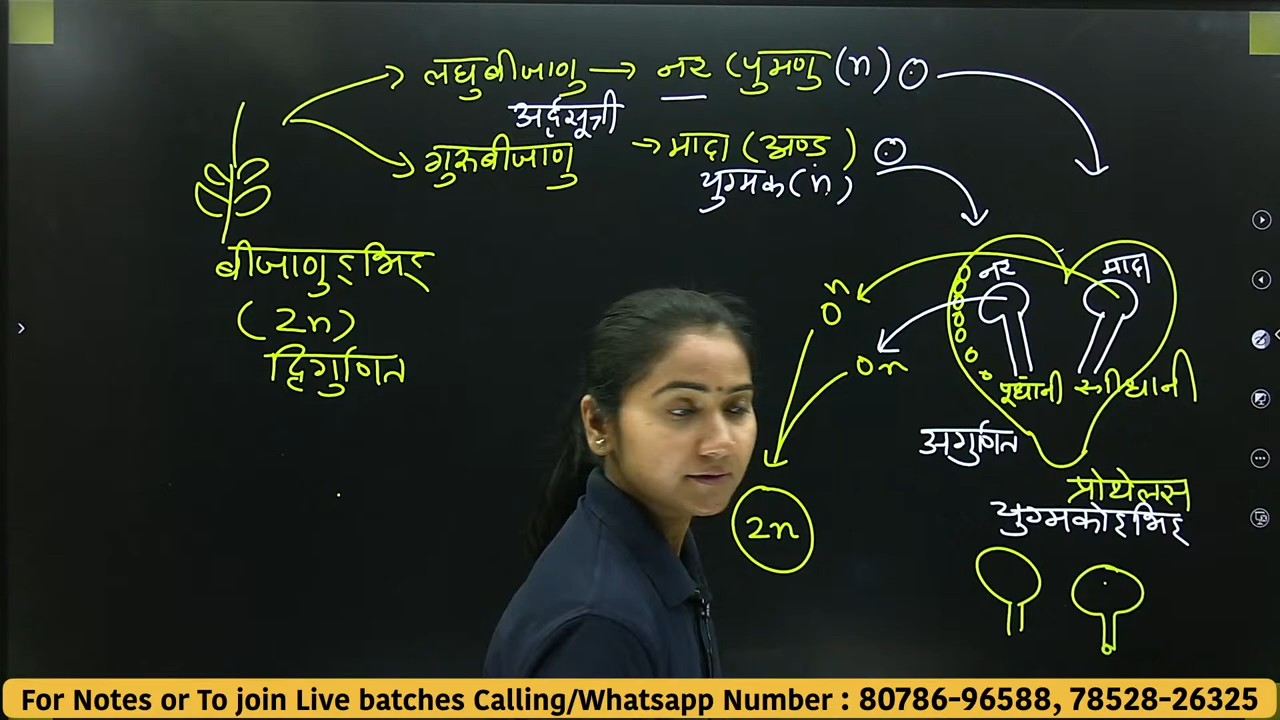 लघुबीजाणु → नर (पुमणु (n)
अर्द्धसूत्री
गुरुबीजाणु → मादा (अण्ड)
युग्मक (n)
बीजाणुद्भिद्
(2n)
द्विगुणित
नर मादा
n
n
पुंधानी स्त्रीधानी
अगुणित
प्रोथेलस
युग्मकोद्भिद्
2n
For Notes or To join Live batches Calling/Whatsapp Number : 80786-96588, 78528-26325